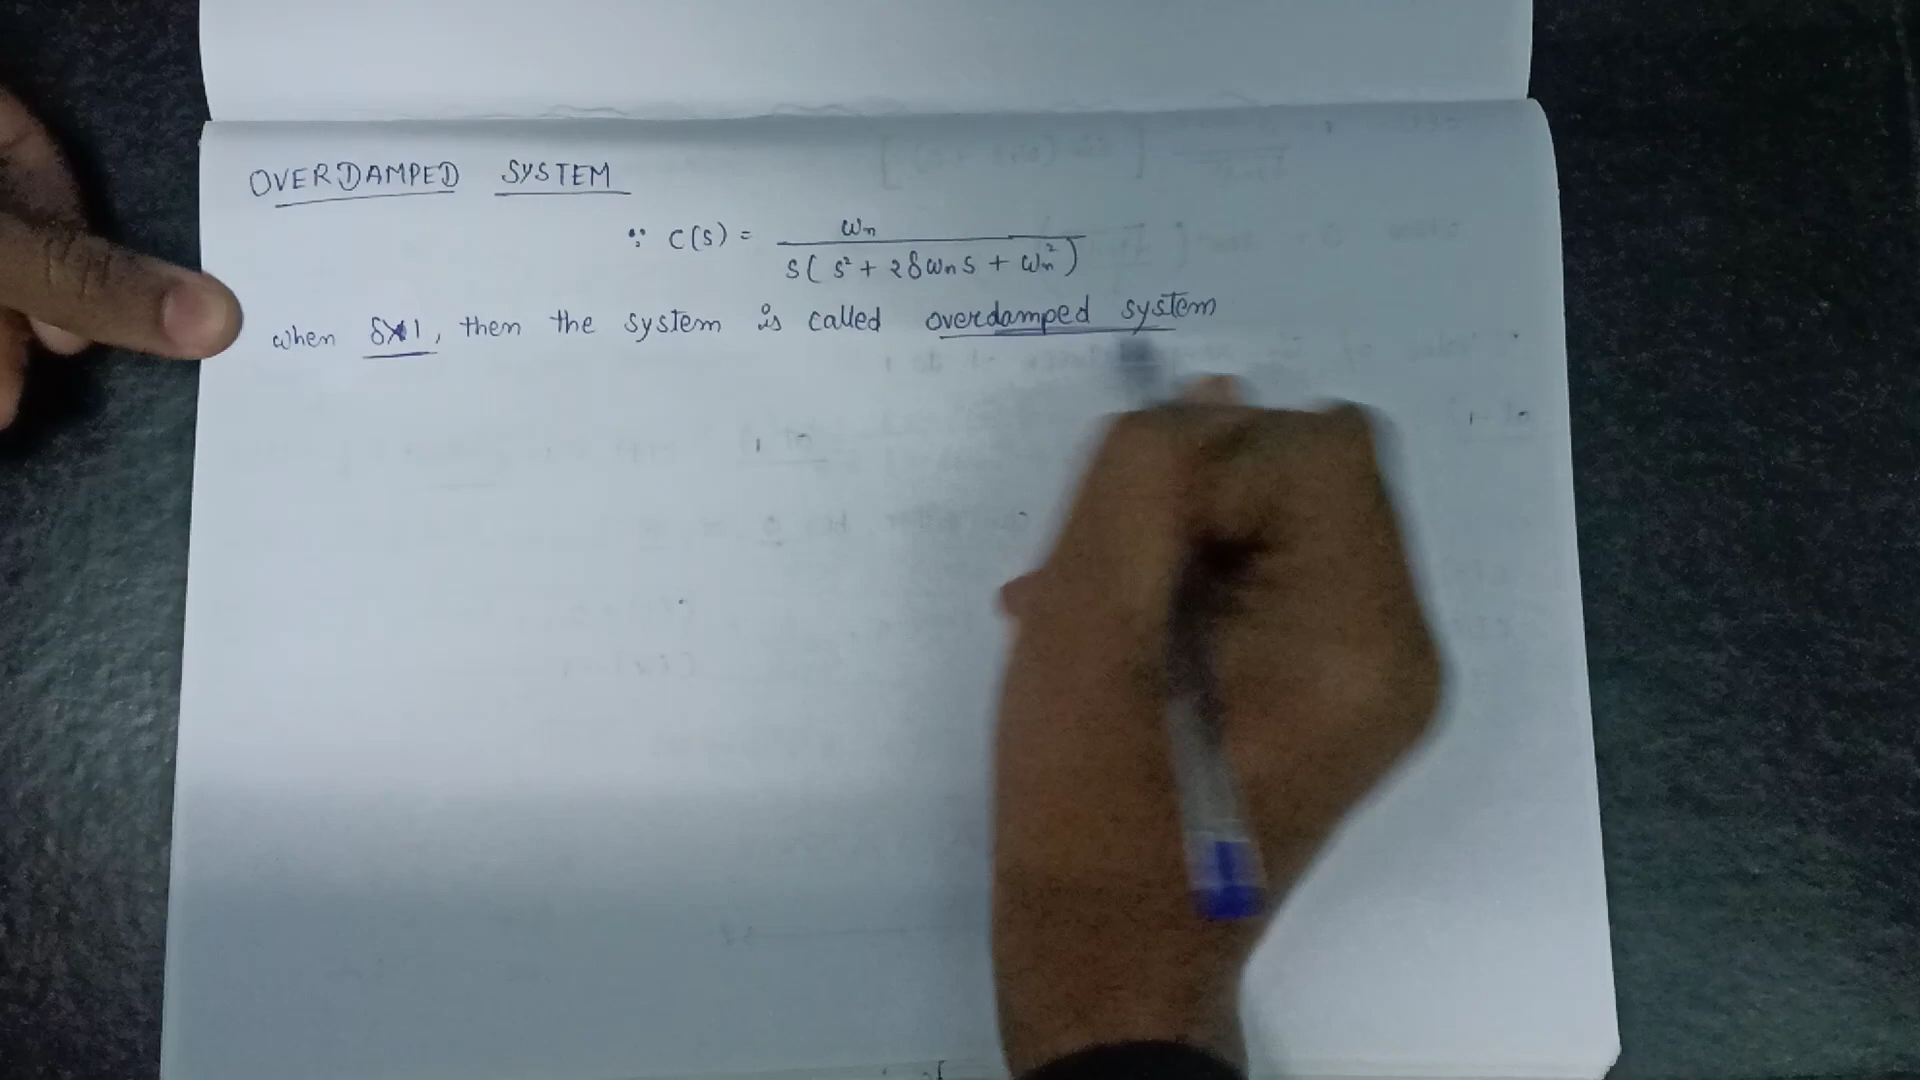 OVERDAMPED SYSTEM
∵ C(s) = ωn / s(s² + 2δωns + ωn²)
when δ>1, then the system is called overdamped system